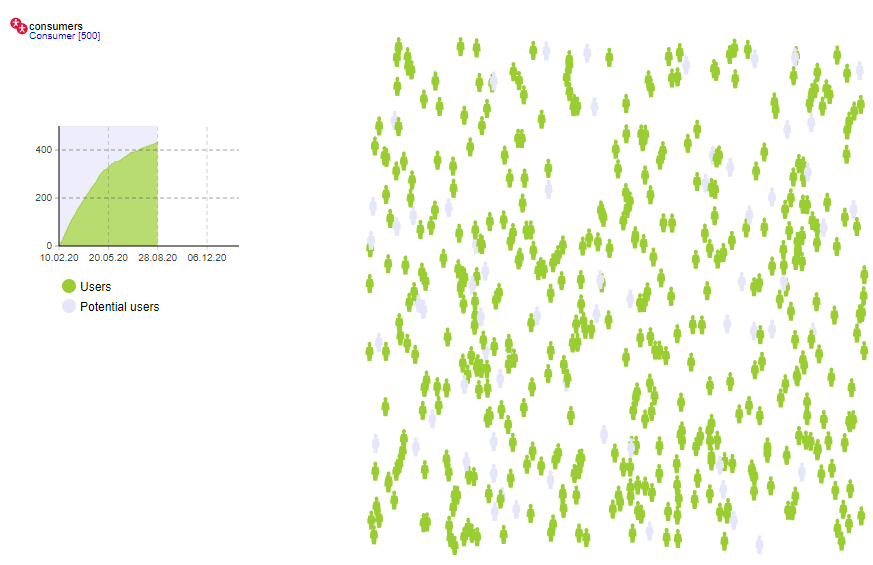 consumers
Consumer [500]
400
200
0
10.02.20 20.05.20 28.08.20 06.12.20
Users
Potential users